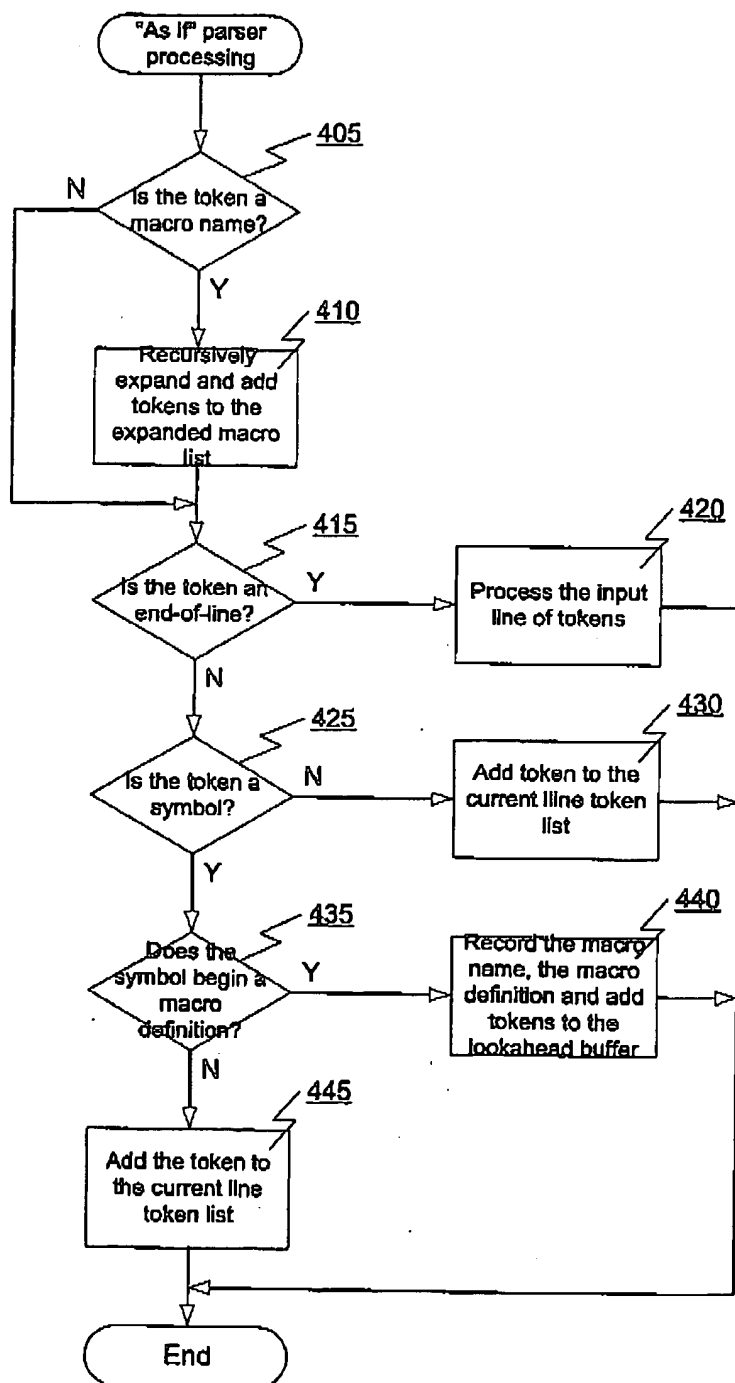 "As if" parser
processing
405
N
Is the token a
macro name?
Y
410
Recursively
expand and add
tokens to the
expanded macro
list
415
Is the token an
end-of-line?
Y
420
Process the input
line of tokens
N
425
Is the token a
symbol?
N
430
Add token to the
current lline token
list
Y
435
Does the
symbol begin a
macro
definition?
Y
440
Record the macro
name, the macro
definition and add
tokens to the
lookahead buffer
N
445
Add the token to
the current line
token list
End